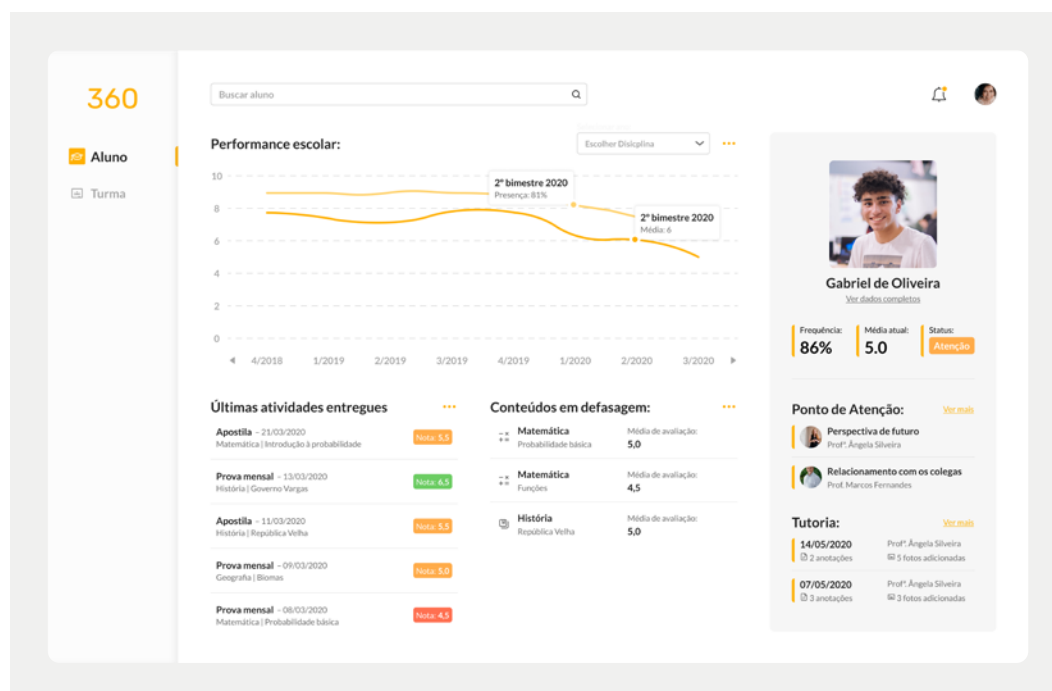 360
Aluno
Turma
Buscar aluno
Performance escolar:
Escolher Disicplina
10
8
6
4
2
0
2º bimestre 2020
Presença: 81%
2º bimestre 2020
Média: 6
4/2018 1/2019 2/2019 3/2019 4/2019 1/2020 2/2020 3/2020
Últimas atividades entregues
Apostila – 21/03/2020
Matemática | Introdução à probabilidade
Nota: 5,5
Prova mensal – 13/03/2020
História | Governo Vargas
Nota: 6,5
Apostila – 11/03/2020
História | República Velha
Nota: 5,5
Prova mensal – 09/03/2020
Geografia | Biomas
Nota: 5,0
Prova mensal – 08/03/2020
Matemática | Probabilidade básica
Nota: 4,5
Conteúdos em defasagem:
Matemática
Probabilidade básica
Média de avaliação:
5,0
Matemática
Funções
Média de avaliação:
4,5
História
República Velha
Média de avaliação:
5,0
Gabriel de Oliveira
Ver dados completos
Frequência:
86%
Média atual:
5.0
Status:
Atenção
Ponto de Atenção:
Ver mais
Perspectiva de futuro
Profª. Ângela Silveira
Relacionamento com os colegas
Prof. Marcos Fernandes
Tutoria:
Ver mais
14/05/2020
Profª. Ângela Silveira
2 anotações
5 fotos adicionadas
07/05/2020
Profª. Ângela Silveira
3 anotações
3 fotos adicionadas